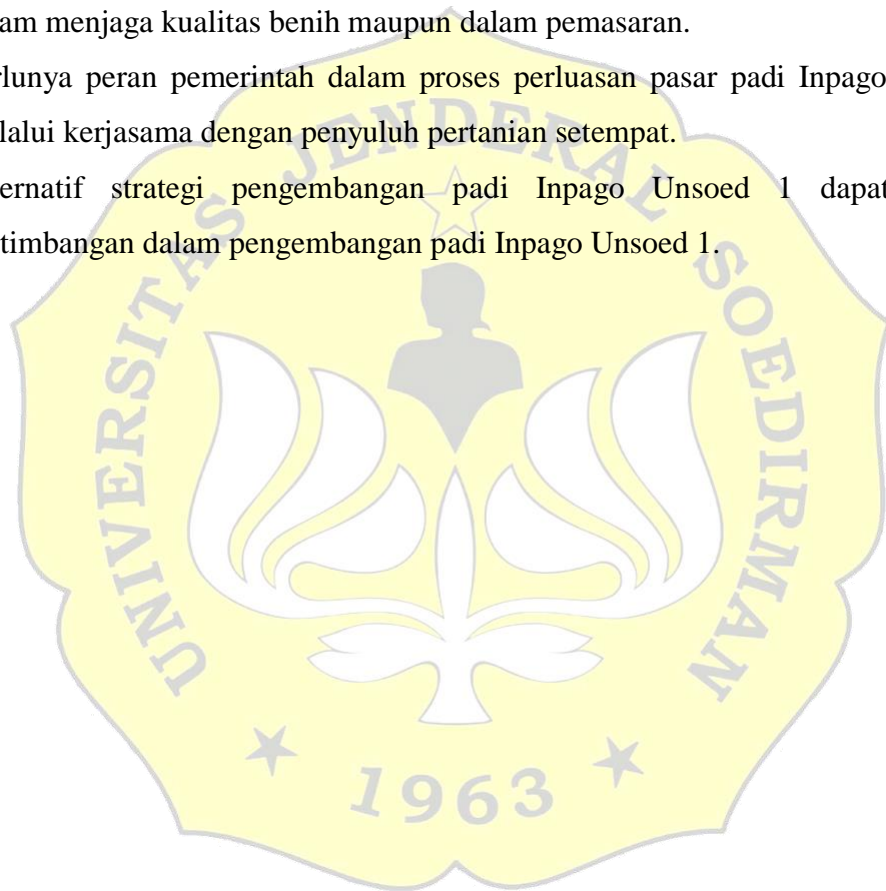 am menjaga kualitas benih maupun dalam pemasaran.
rlunya peran pemerintah dalam proses perluasan pasar padi Inpago
lalui kerjasama dengan penyuluh pertanian setempat.
ernatif strategi pengembangan padi Inpago Unsoed 1 dapat
timbangan dalam pengembangan padi Inpago Unsoed 1.
UNIVERSITAS JENDERAL SOEDIRMAN
1963